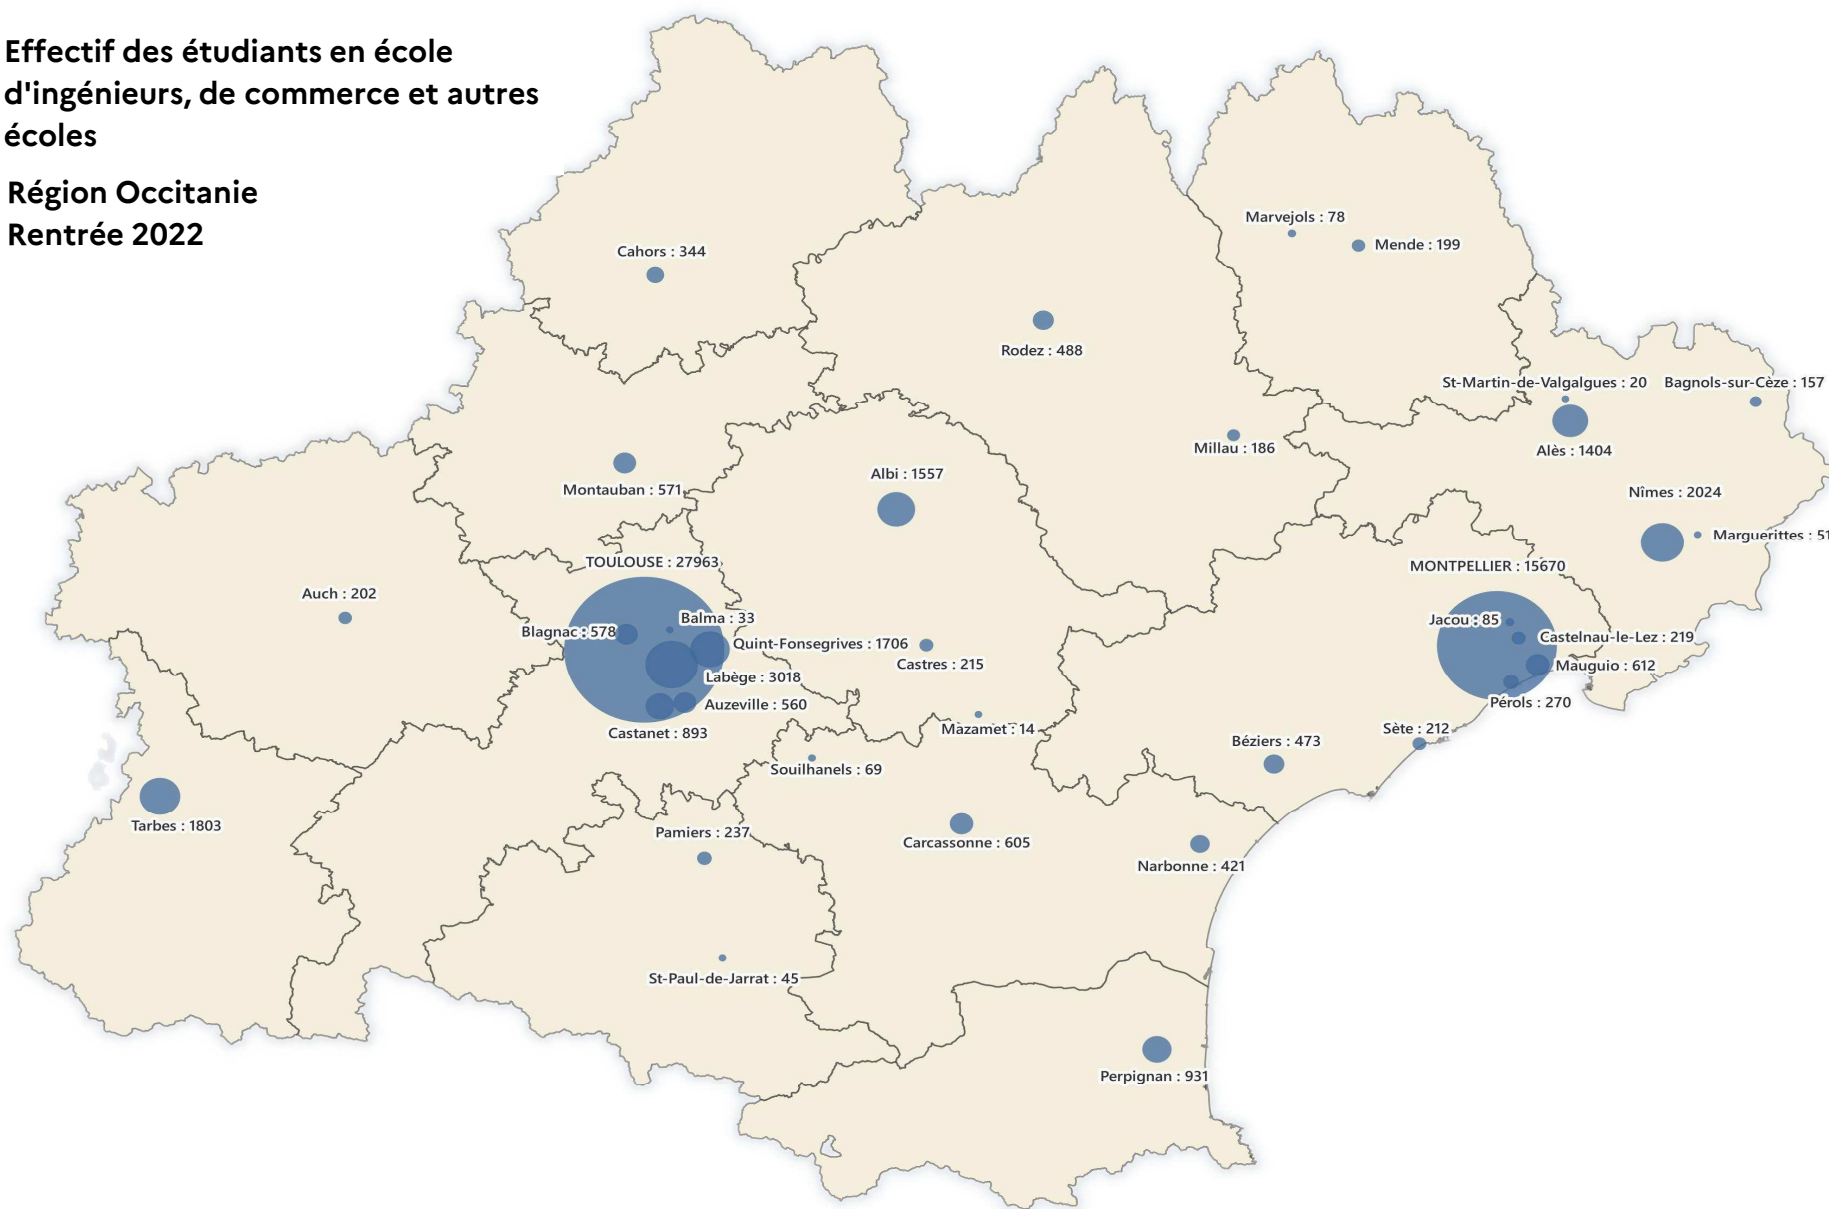 Effectif des étudiants en école
d'ingénieurs, de commerce et autres
écoles
Région Occitanie
Rentrée 2022
Marvejols : 78
Mende : 199
Cahors : 344
Rodez : 488
St-Martin-de-Valgalgues : 20
Bagnols-sur-Cèze : 157
Millau : 186
Alès : 1404
Albi : 1557
Montauban : 571
Nîmes : 2024
Marguerittes : 51
TOULOUSE : 27963
MONTPELLIER : 15670
Auch : 202
Balma : 33
Jacou : 85
Blagnac : 578
Quint-Fonsegrives : 1706
Castelnau-le-Lez : 219
Castres : 215
Mauguio : 612
Labège : 3018
Auzeville : 560
Pérols : 270
Castanet : 893
Mazamet : 14
Sète : 212
Béziers : 473
Souilhanels : 69
Tarbes : 1803
Pamiers : 237
Carcassonne : 605
Narbonne : 421
St-Paul-de-Jarrat : 45
Perpignan : 931